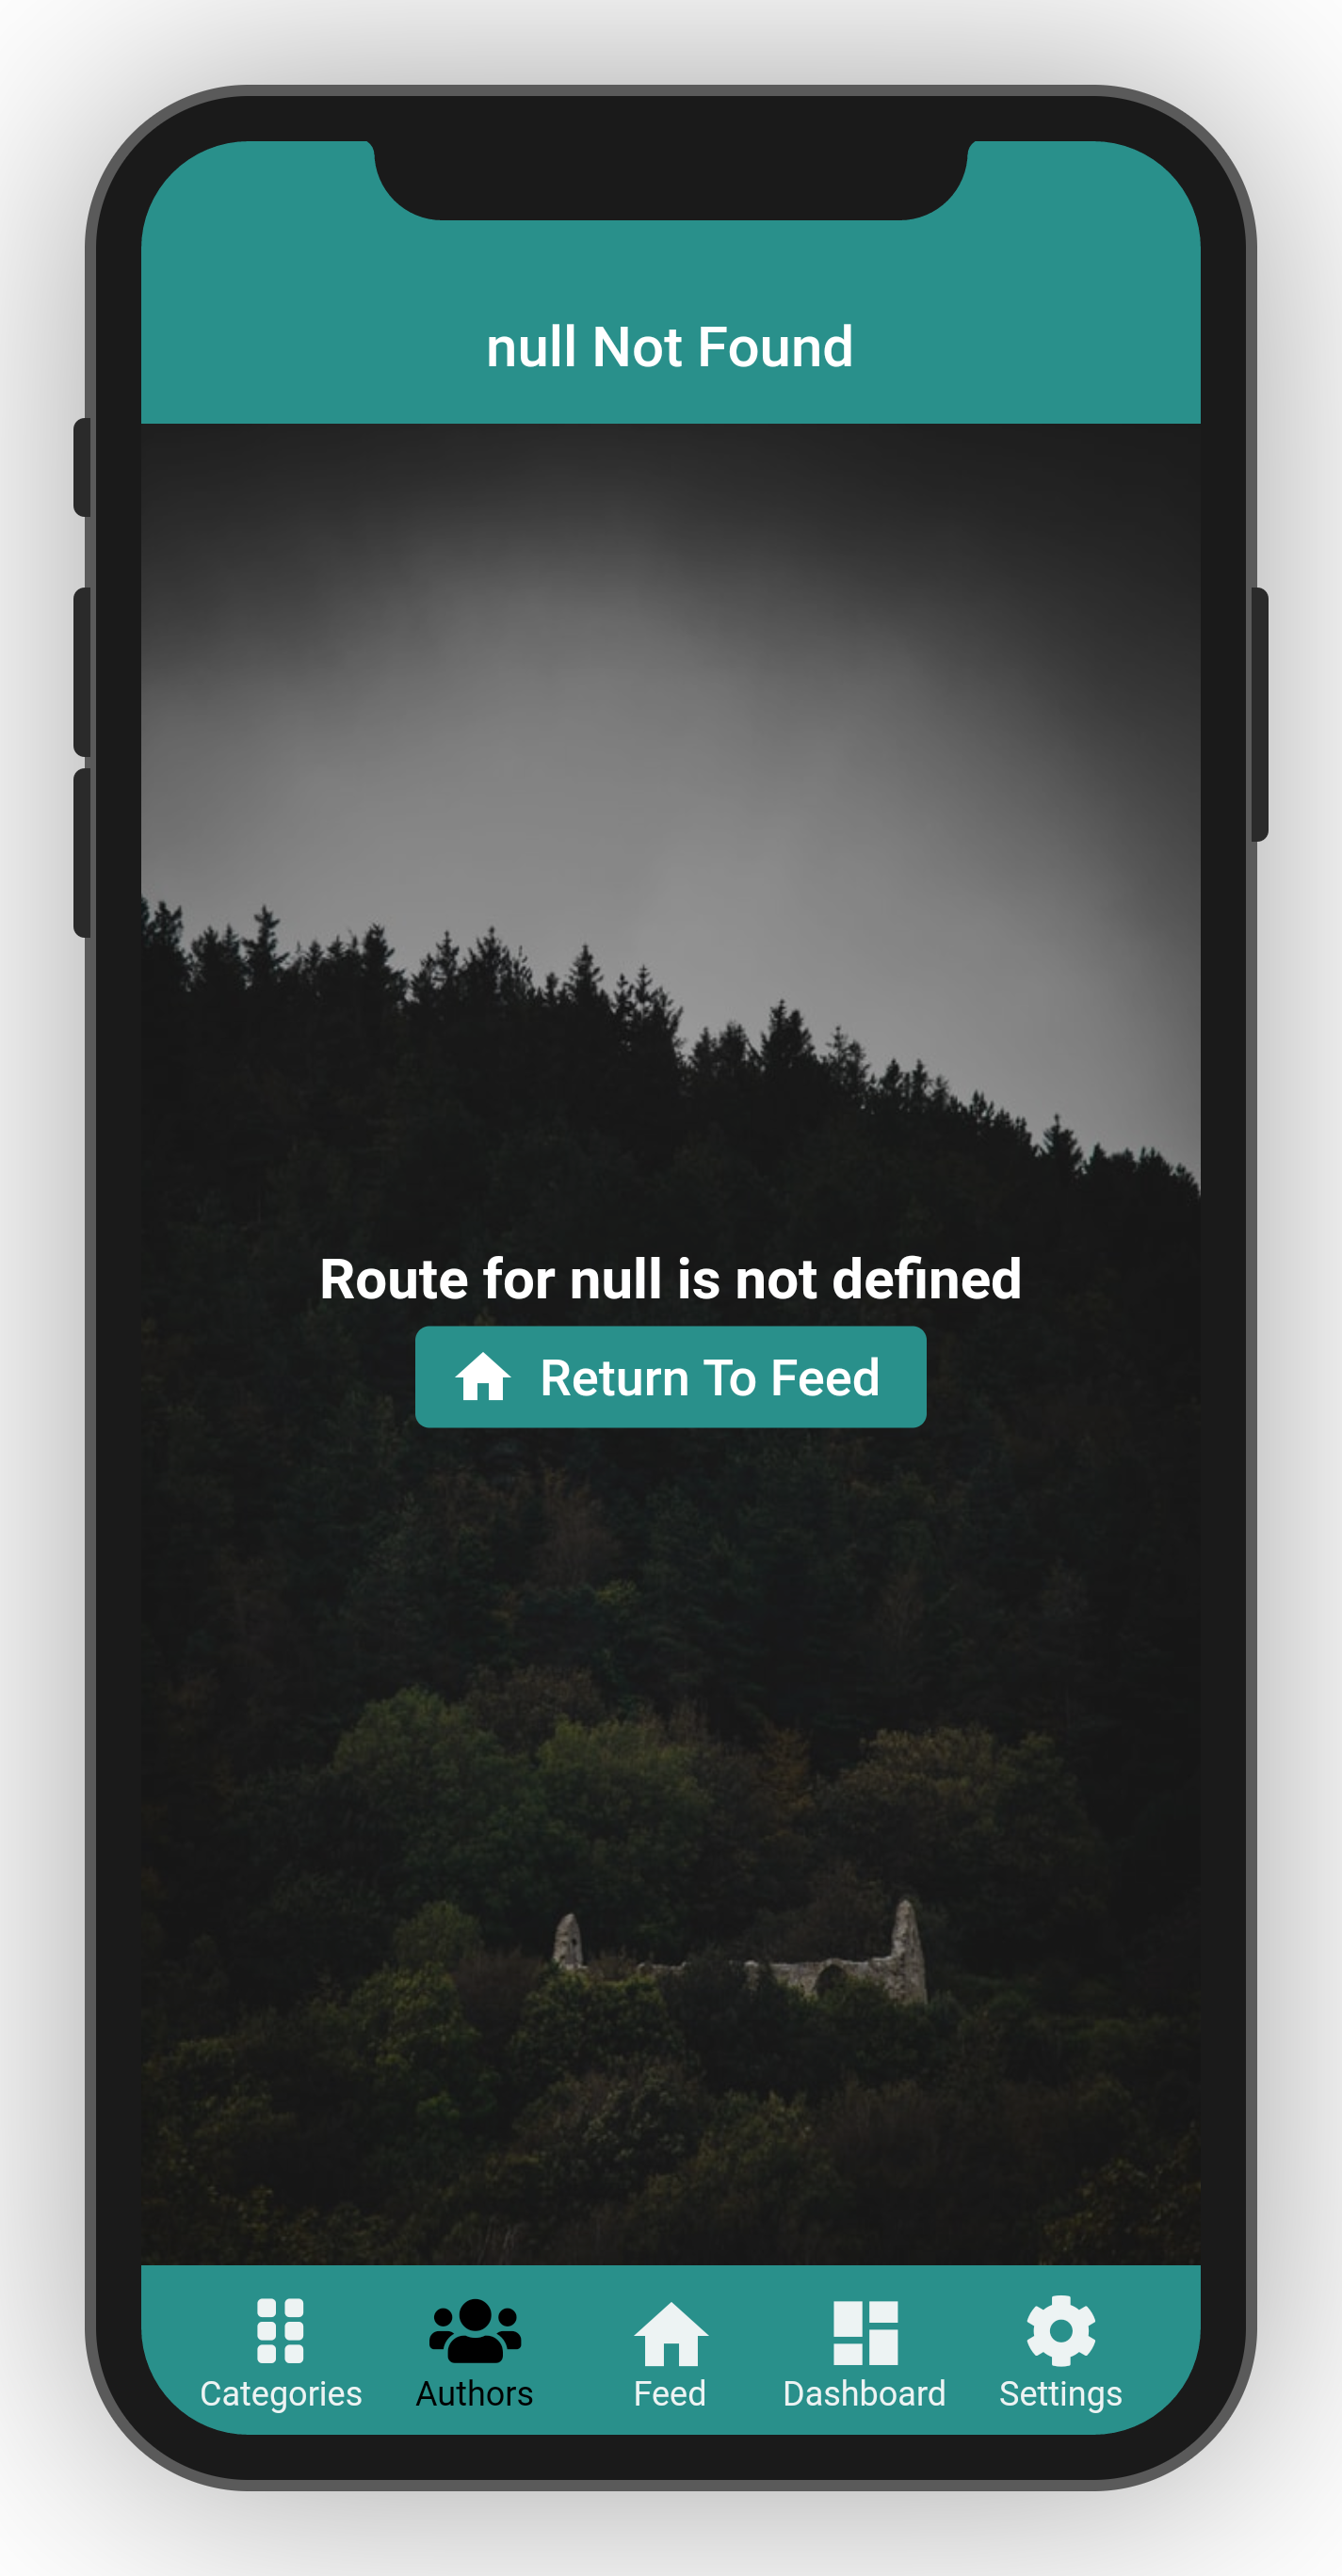 null Not Found
Route for null is not defined
Return To Feed
Categories Authors Feed Dashboard Settings